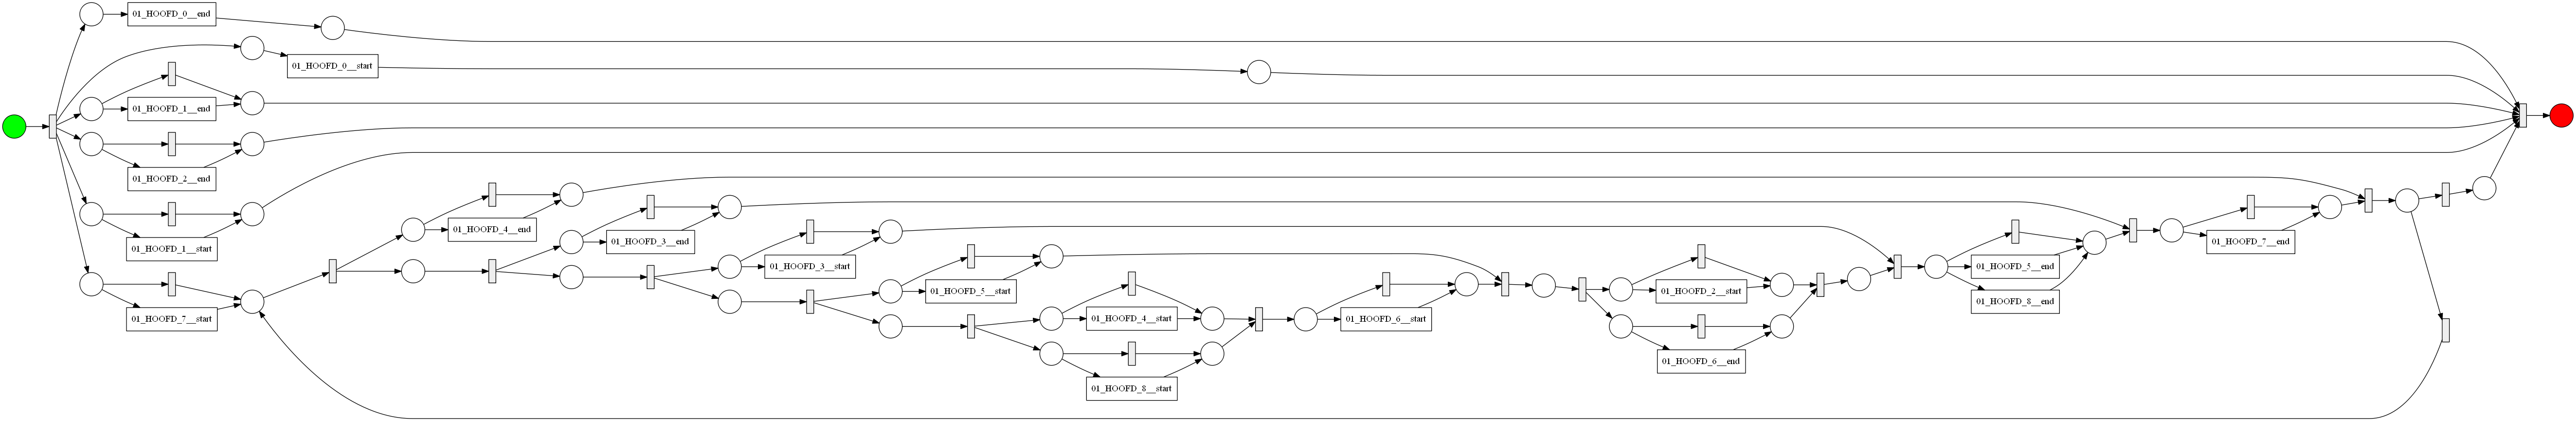 01_HOOFD_0__end
01_HOOFD_0__start
01_HOOFD_1__end
01_HOOFD_2__end
01_HOOFD_1__start
01_HOOFD_7__start
01_HOOFD_4__end
01_HOOFD_3__end
01_HOOFD_3__start
01_HOOFD_5__start
01_HOOFD_4__start
01_HOOFD_8__start
01_HOOFD_6__start
01_HOOFD_2__start
01_HOOFD_6__end
01_HOOFD_5__end
01_HOOFD_8__end
01_HOOFD_7__end